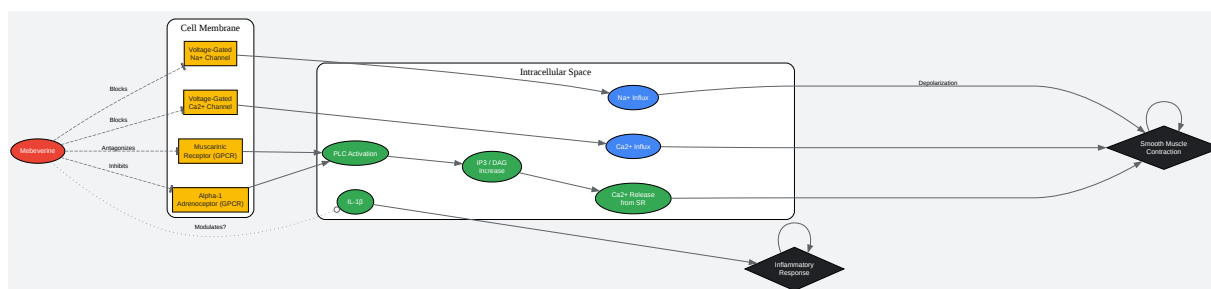 Cell Membrane
Voltage-Gated
Na+ Channel
Intracellular Space
Depolarization
Blocks
Na+ Influx
Voltage-Gated
Ca2+ Channel
Blocks
Mebeverine
Antagonizes
Muscarinic
Receptor (GPCR)
PLC Activation
Ca2+ Influx
Smooth Muscle
Contraction
Inhibits
IP3 / DAG
Increase
Alpha-1
Adrenoceptor (GPCR)
IL-1β
Ca2+ Release
from SR
Modulates?
Inflammatory
Response